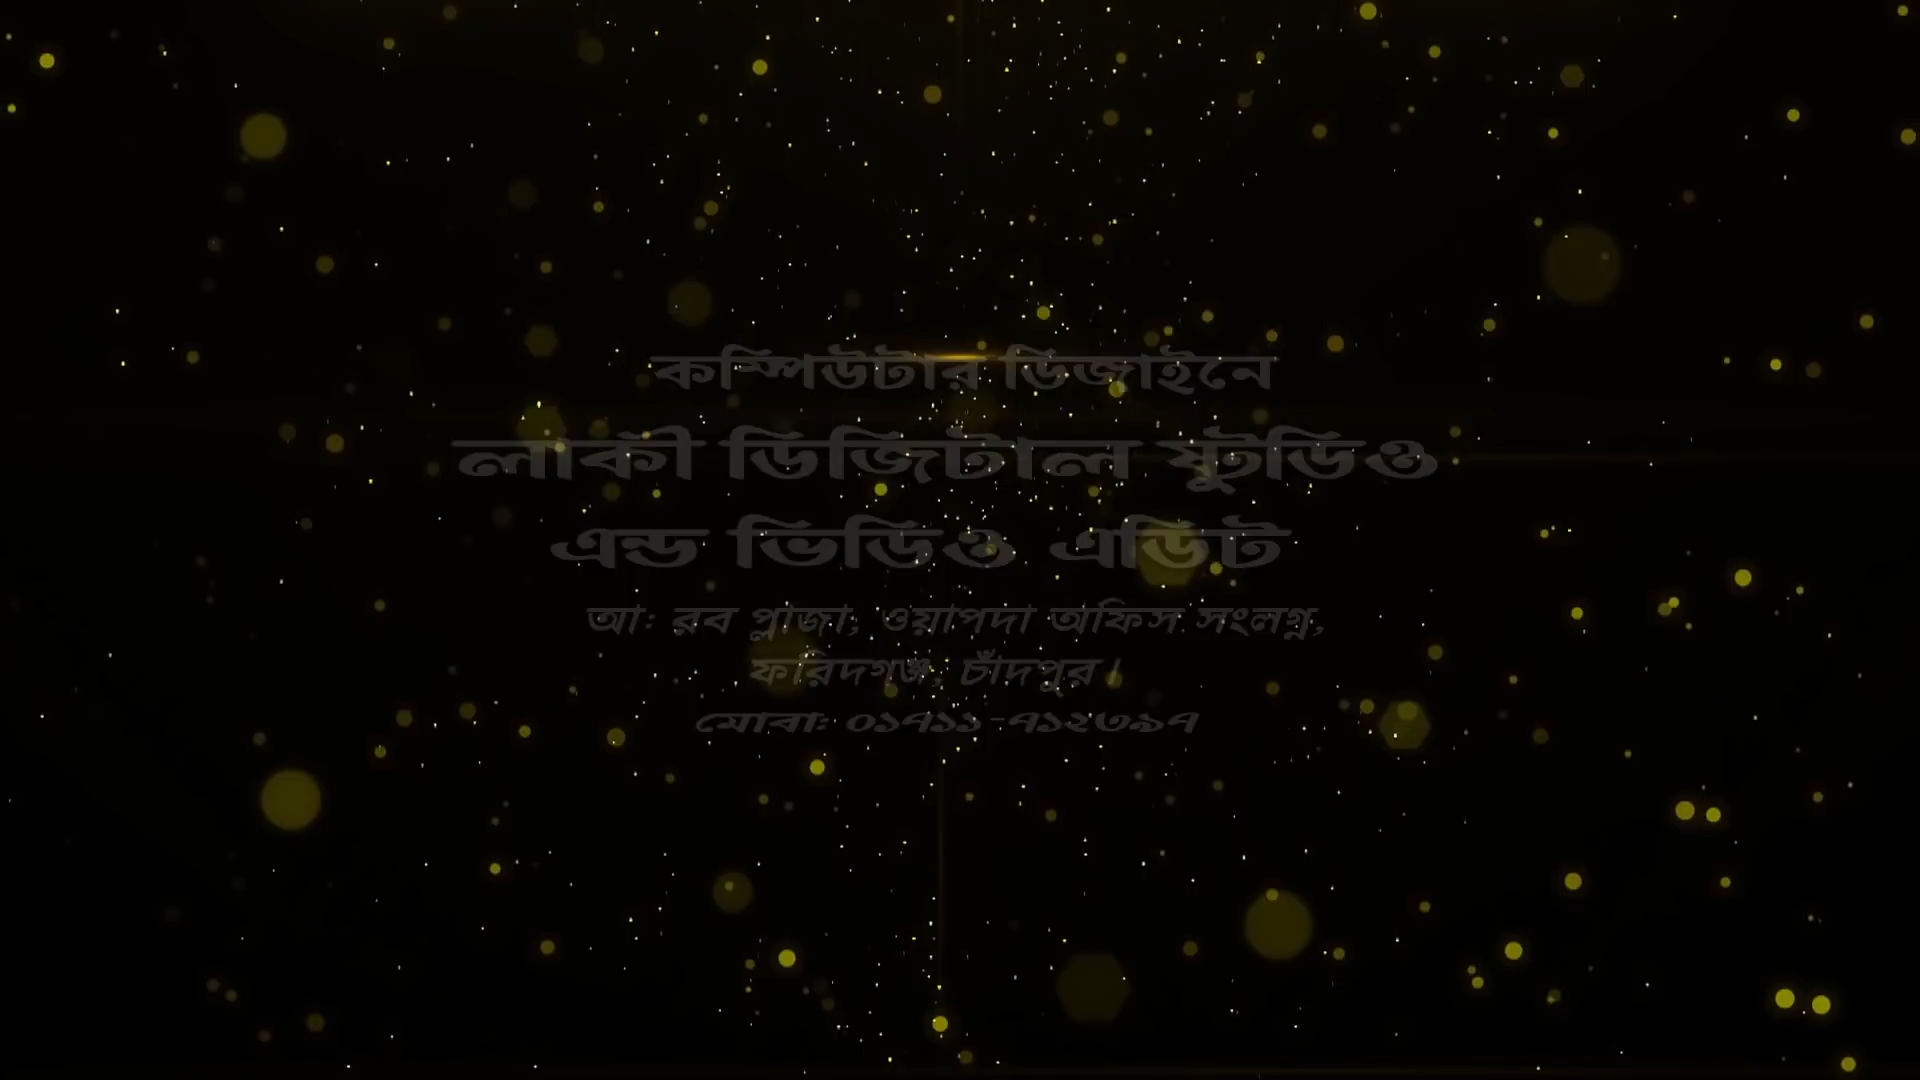 কম্পিউটার ডিজাইনে
লাকী ডিজিটাল ষ্টুডিও
এন্ড ভিডিও এডিট
আ: রব প্লাজা, ওয়াপদা অফিস সংলগ্ন,
ফরিদগঞ্জ, চাঁদপুর।
মোবা: ০১৭১১-৭১২৩৯৭